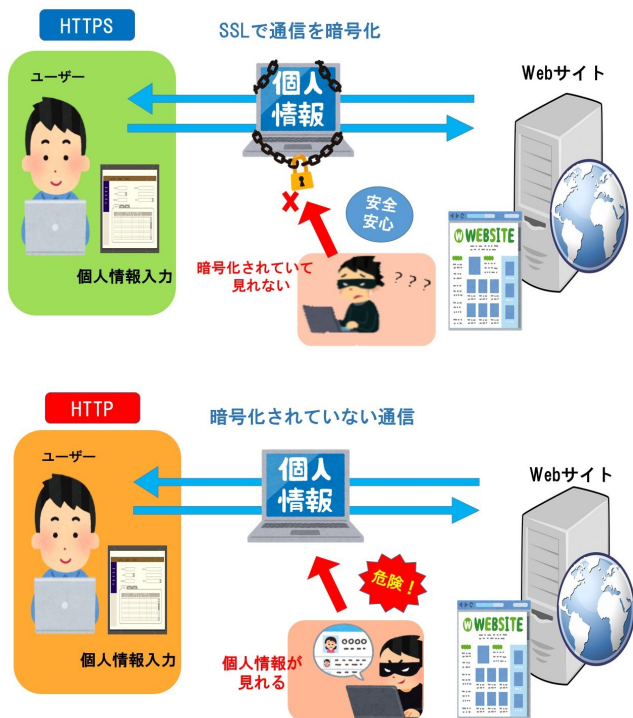 HTTPS
SSLで通信を暗号化
ユーザー
Webサイト
個人
情報
安全
安心
暗号化されていて
見れない
???
個人情報入力
W WEBSITE
HTTP
暗号化されていない通信
ユーザー
Webサイト
個人
情報
危険!
個人情報が
見れる
個人情報入力
W WEBSITE